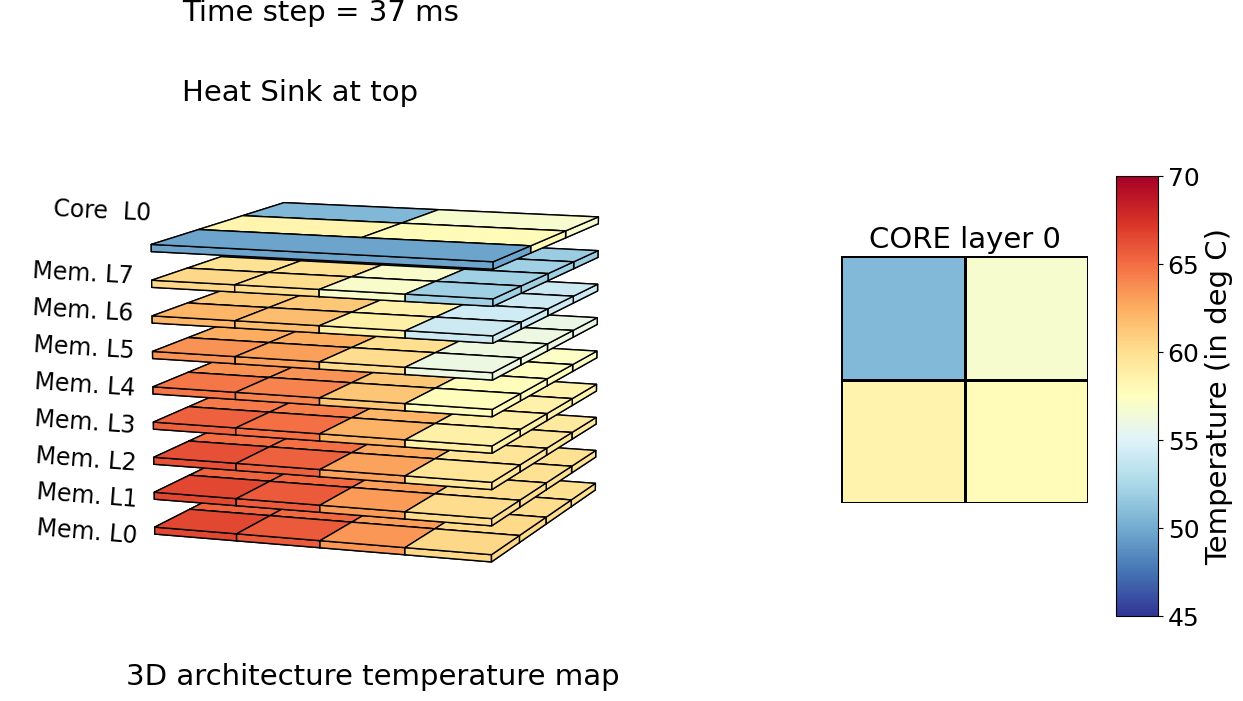 Time step = 37 ms
Heat Sink at top
Core  L0
Mem. L7
Mem. L6
Mem. L5
Mem. L4
Mem. L3
Mem. L2
Mem. L1
Mem. L0
3D architecture temperature map
CORE layer 0
70
65
60
55
50
45
Temperature (in deg C)